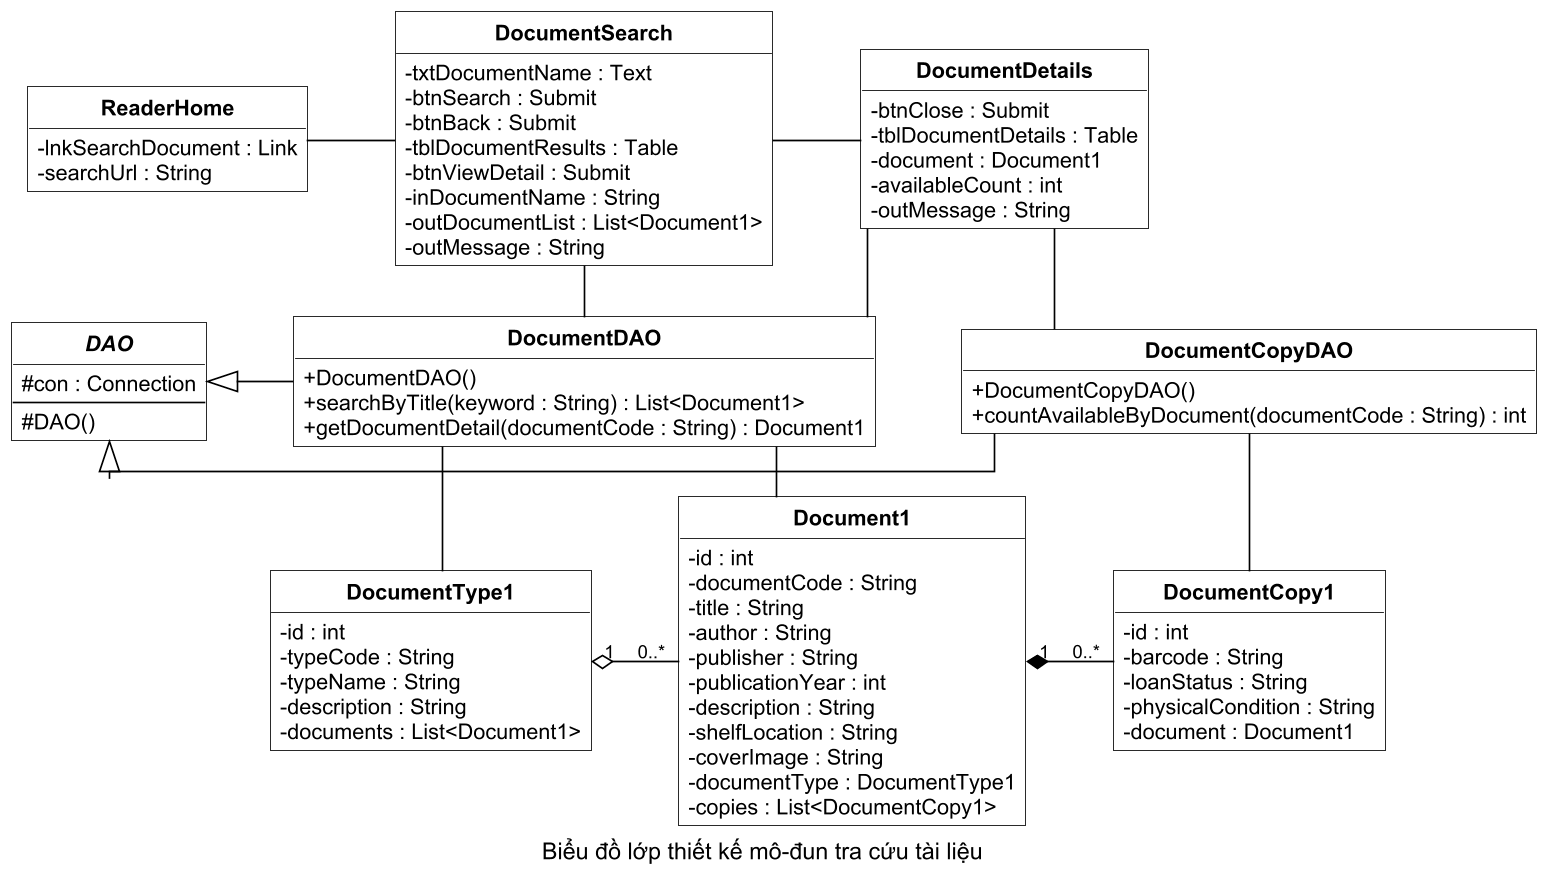 DocumentSearch
-txtDocumentName : Text
-btnSearch : Submit
-btnBack : Submit
-tblDocumentResults : Table
-btnViewDetail : Submit
-inDocumentName : String
-outDocumentList : List<Document1>
-outMessage : String
DocumentDetails
-btnClose : Submit
-tblDocumentDetails : Table
-document : Document1
-availableCount : int
-outMessage : String
ReaderHome
-lnkSearchDocument : Link
-searchUrl : String
DAO
#con : Connection
#DAO()
DocumentDAO
+DocumentDAO()
+searchByTitle(keyword : String) : List<Document1>
+getDocumentDetail(documentCode : String) : Document1
DocumentCopyDAO
+DocumentCopyDAO()
+countAvailableByDocument(documentCode : String) : int
DocumentType1
-id : int
-typeCode : String
-typeName : String
-description : String
-documents : List<Document1>
1 0..*
Document1
-id : int
-documentCode : String
-title : String
-author : String
-publisher : String
-publicationYear : int
-description : String
-shelfLocation : String
-coverImage : String
-documentType : DocumentType1
-copies : List<DocumentCopy1>
1 0..*
DocumentCopy1
-id : int
-barcode : String
-loanStatus : String
-physicalCondition : String
-document : Document1
Biểu đồ lớp thiết kế mô-đun tra cứu tài liệu